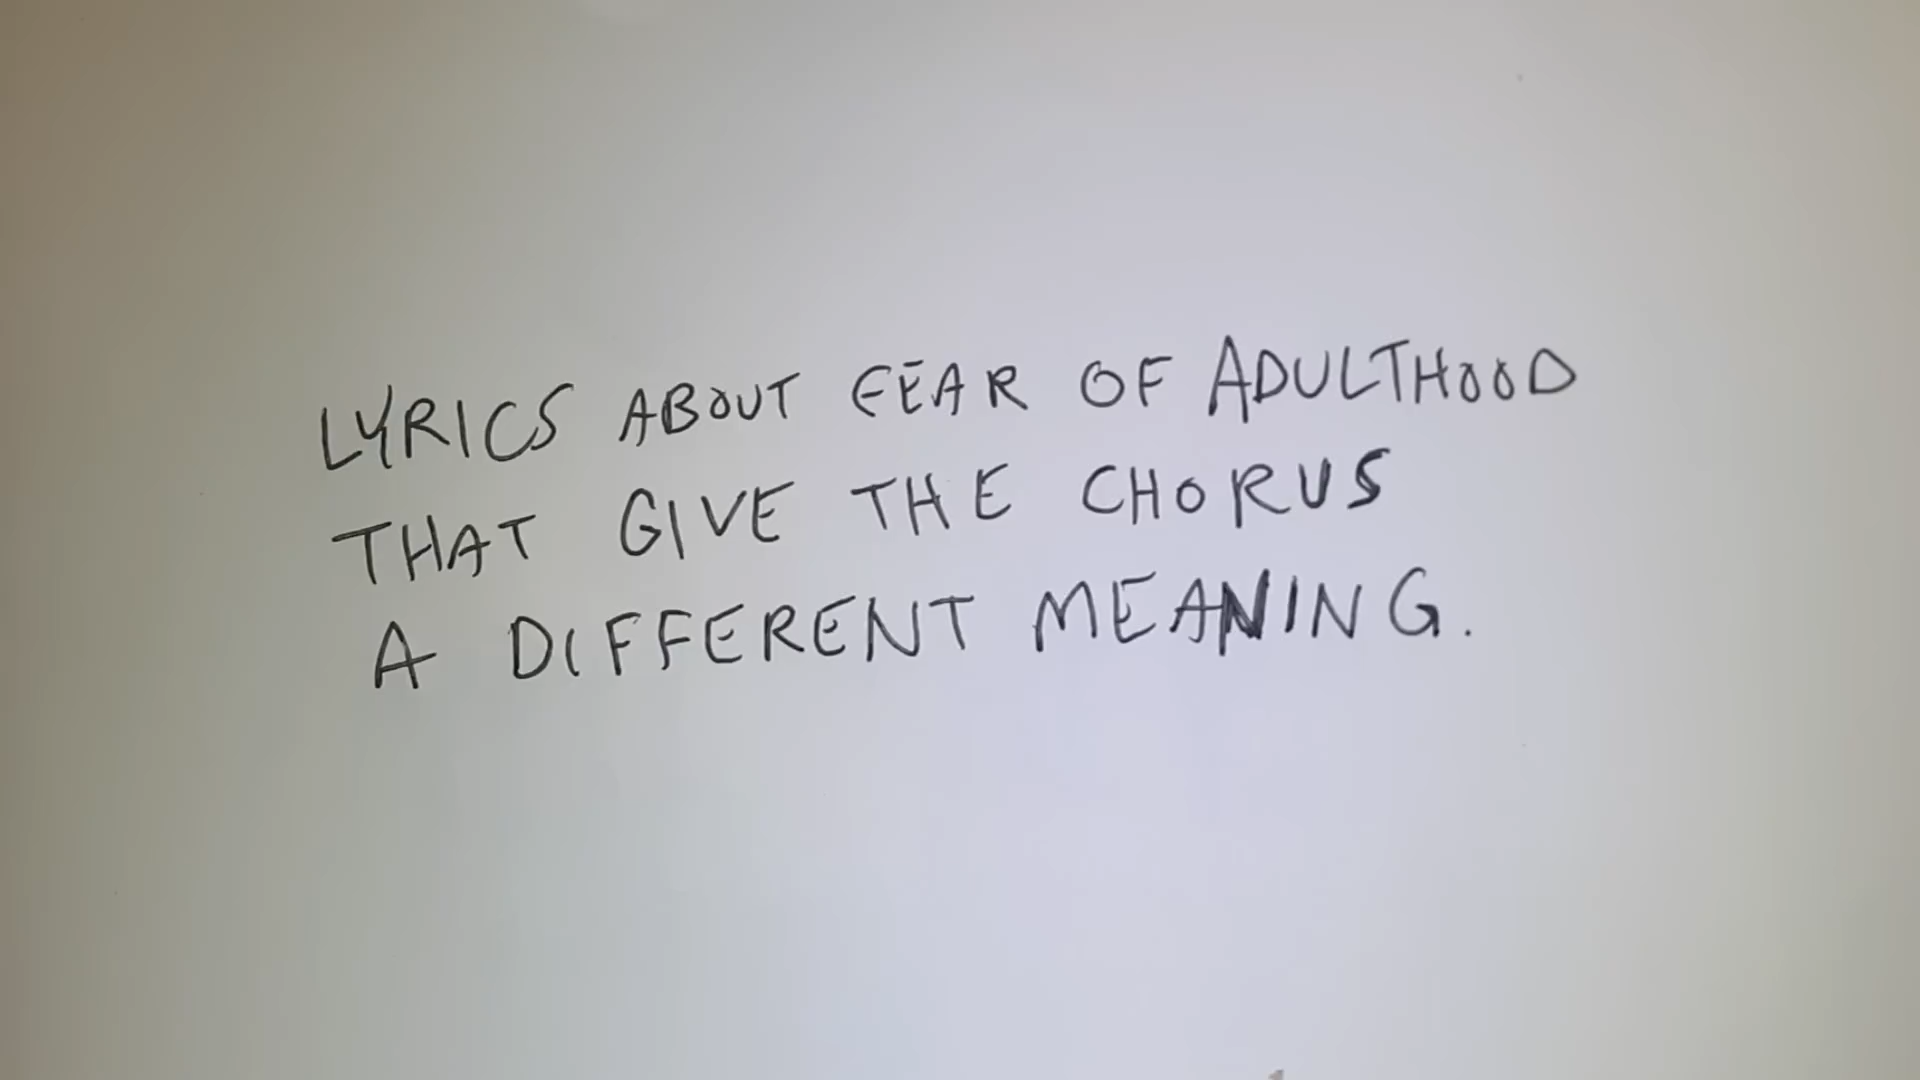 LYRICS ABOUT FEAR OF ADULTHOOD
THAT GIVE THE CHORUS
A DIFFERENT MEANING.